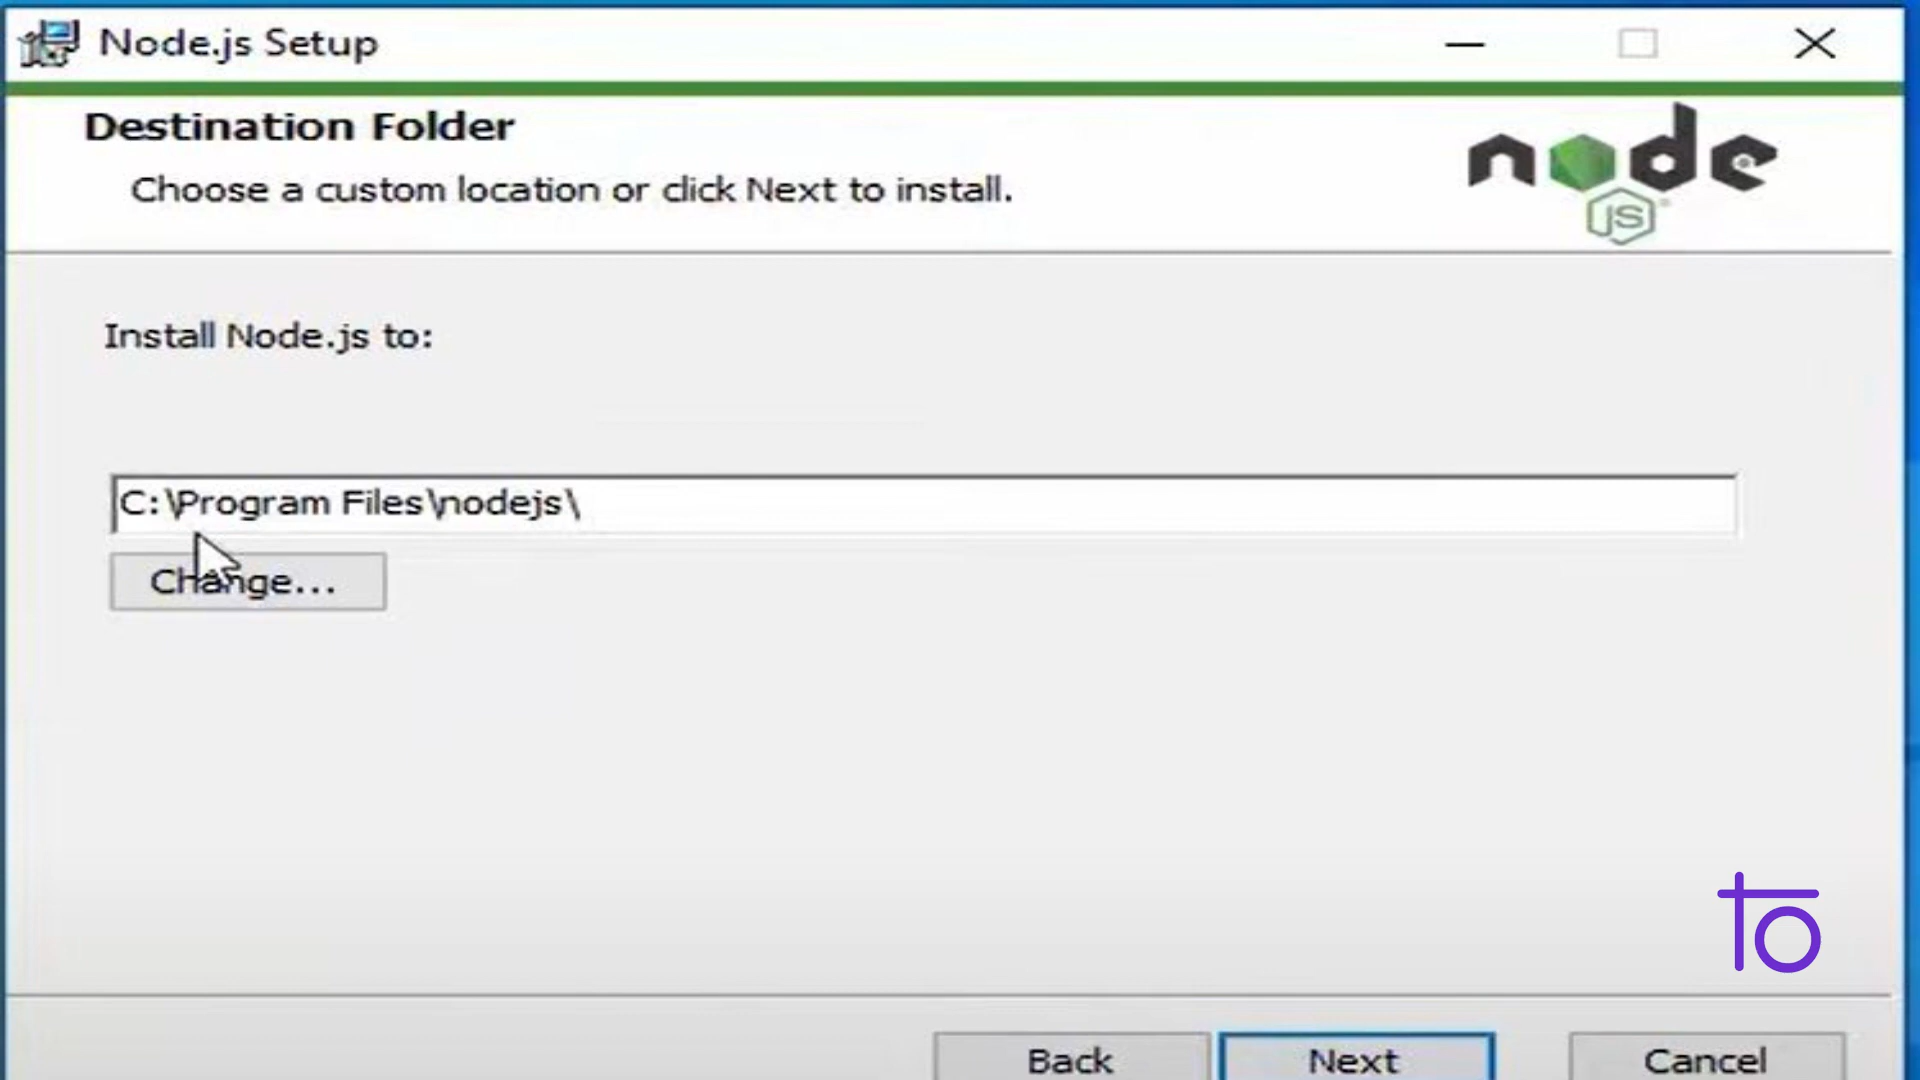 Node.js Setup
Destination Folder
Choose a custom location or click Next to install.
node
JS
Install Node.js to:
C:\Program Files\nodejs\
Change...
to
Back
Next
Cancel